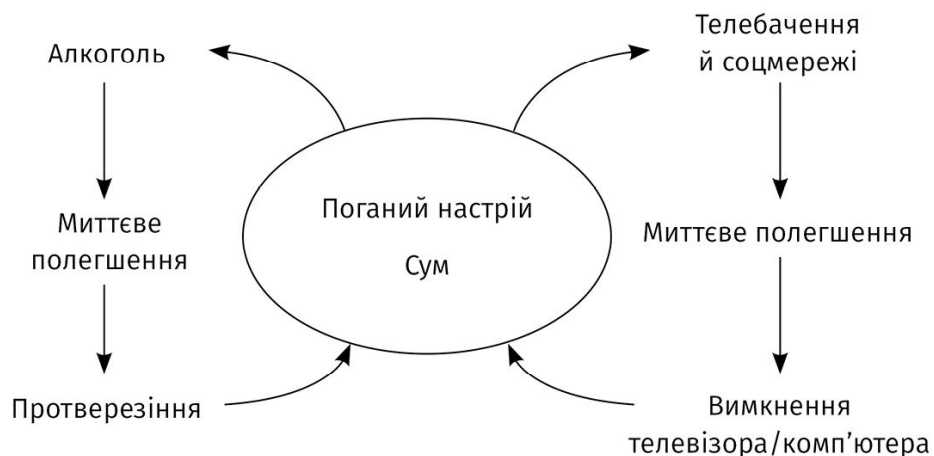 Алкоголь
Миттєве
полегшення
Протверезіння
Поганий настрій
Сум
Телебачення
й соцмережі
Миттєве полегшення
Вимкнення
телевізора/комп’ютера